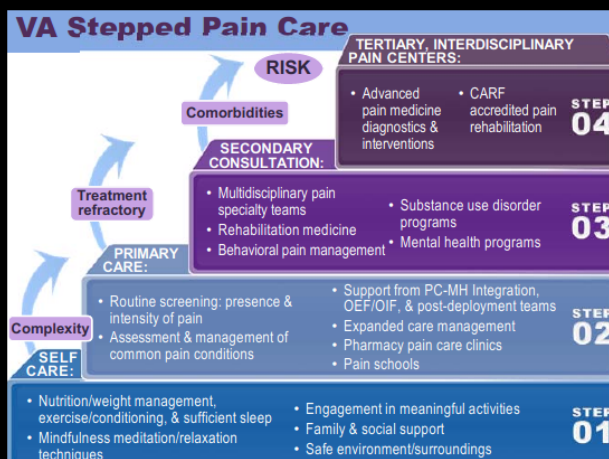 VA Stepped Pain Care
RISK
TERTIARY, INTERDISCIPLINARY
PAIN CENTERS:
• Advanced
pain medicine
diagnostics &
interventions
• CARF
accredited pain
rehabilitation
STEP
04
Comorbidities
SECONDARY
CONSULTATION:
• Multidisciplinary pain
specialty teams
• Rehabilitation medicine
• Behavioral pain management
• Substance use disorder
programs
• Mental health programs
STEP
03
Treatment
refractory
PRIMARY
CARE:
• Routine screening: presence &
intensity of pain
• Assessment & management of
common pain conditions
• Support from PC-MH Integration,
OEF/OIF, & post-deployment teams
• Expanded care management
• Pharmacy pain care clinics
• Pain schools
STEP
02
Complexity
SELF
CARE:
• Nutrition/weight management,
exercise/conditioning, & sufficient sleep
• Mindfulness meditation/relaxation
techniques
• Engagement in meaningful activities
• Family & social support
• Safe environment/surroundings
STEP
01